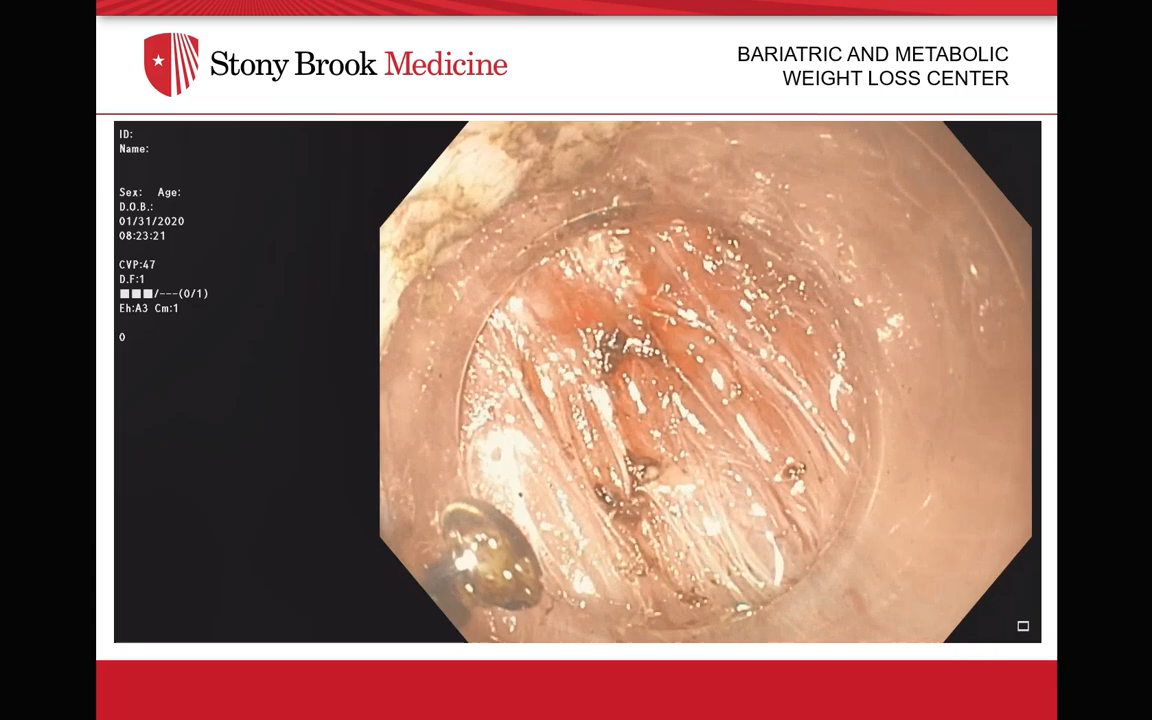 Stony Brook Medicine
BARIATRIC AND METABOLIC
WEIGHT LOSS CENTER
ID:
Name:
Sex: Age:
D.O.B.:
01/31/2020
08:23:21
CVP:47
D.F:1
■■■/---(0/1)
Eh:A3 Cm:1
0